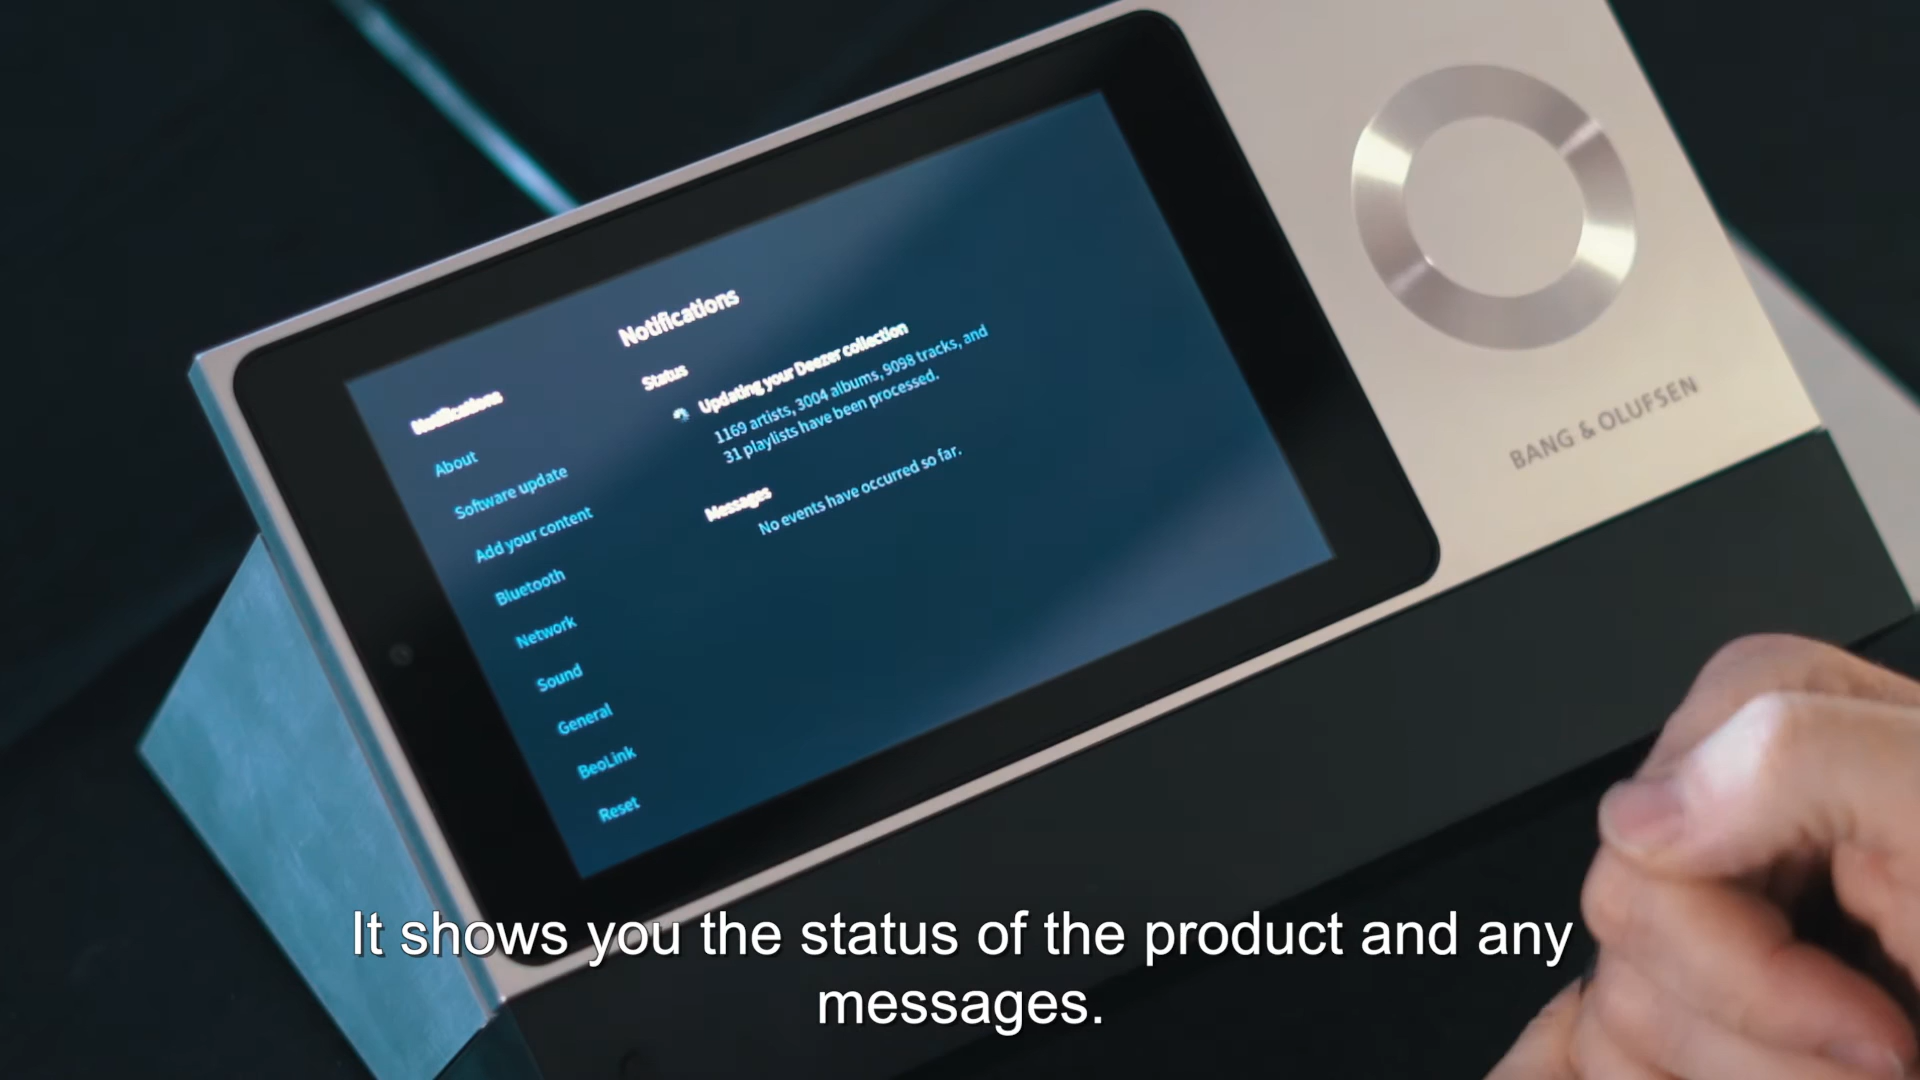 Notifications
Notifications
About
Software update
Add your content
Bluetooth
Network
Sound
General
BeoLink
Reset
Status
Updating your Deezer collection
1169 artists, 3004 albums, 9098 tracks, and
31 playlists have been processed.
Messages
No events have occurred so far.
BANG & OLUFSEN
It shows you the status of the product and any
messages.